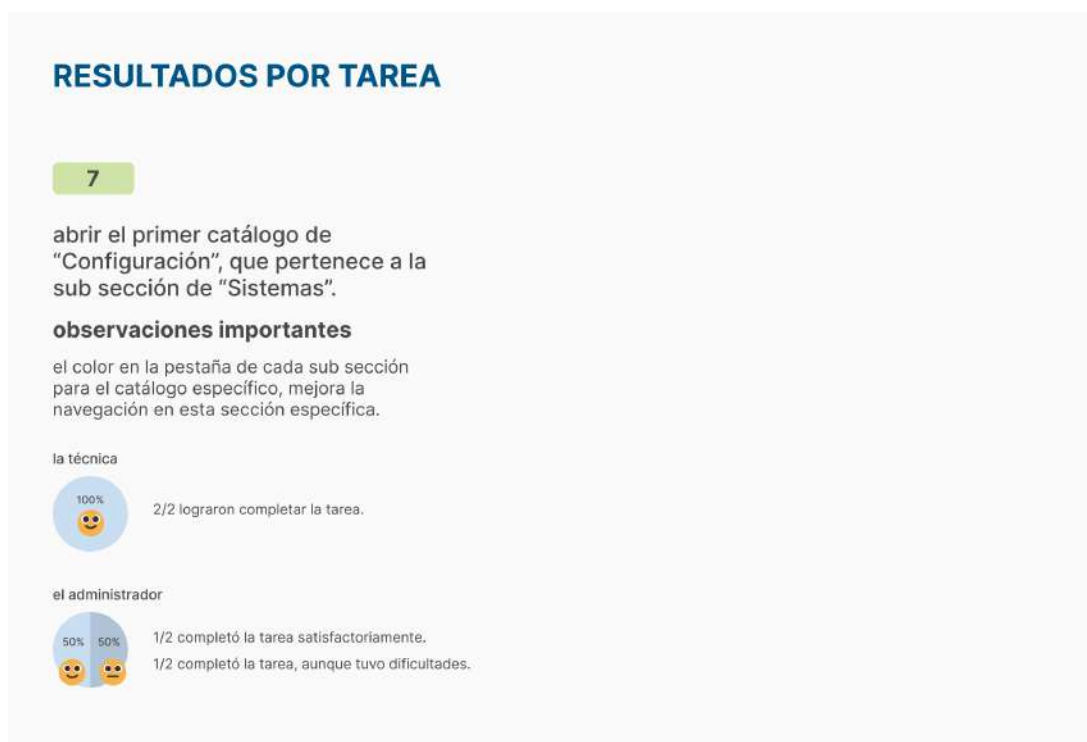 RESULTADOS POR TAREA
7
abrir el primer catálogo de
“Configuración”, que pertenece a la
sub sección de “Sistemas”.
observaciones importantes
el color en la pestaña de cada sub sección
para el catálogo específico, mejora la
navegación en esta sección específica.
la técnica
100%
2/2 lograron completar la tarea.
el administrador
50% 50%
1/2 completó la tarea satisfactoriamente.
1/2 completó la tarea, aunque tuvo dificultades.